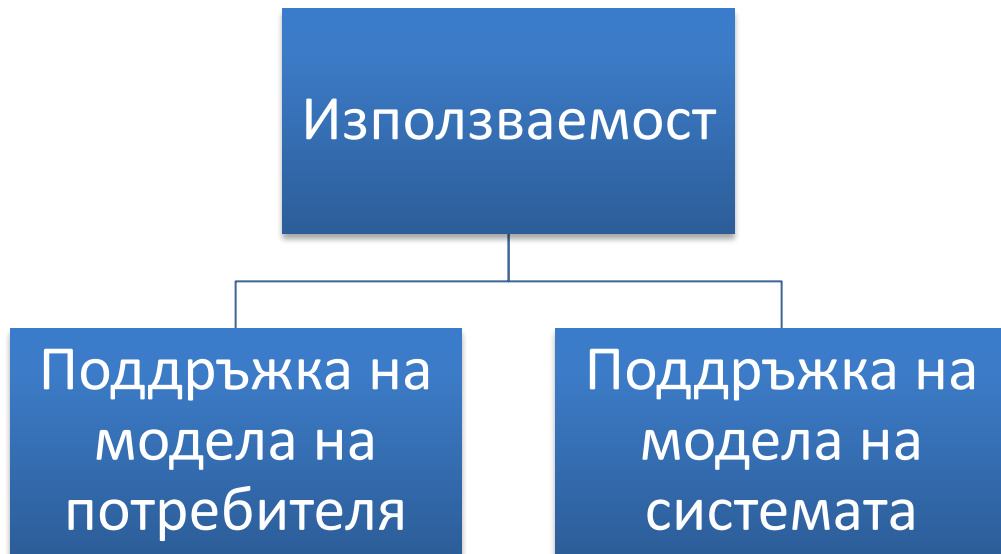 Използваемост
Поддръжка на
модела на
потребителя
Поддръжка на
модела на
системата